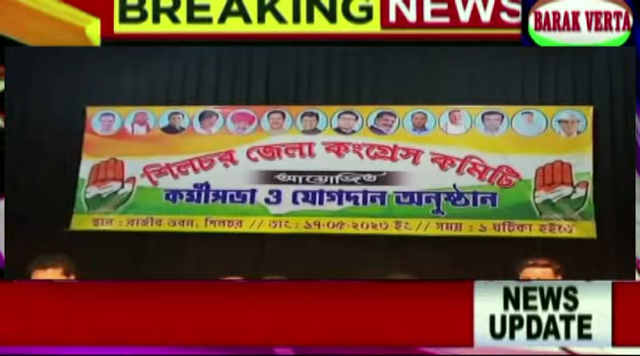 BREAKING NEWS
BARAK VERTA
শিলচর জেলা কংগ্রেস কমিটি
আয়োজিত
কর্মীসভা ও যোগদান অনুষ্ঠান
স্থান : রাজীব ভবন, শিলচর // তাং : ১৭-০৫-২০২৩ ইং // সময় : ১ ঘটিকা হইতে
NEWS
UPDATE